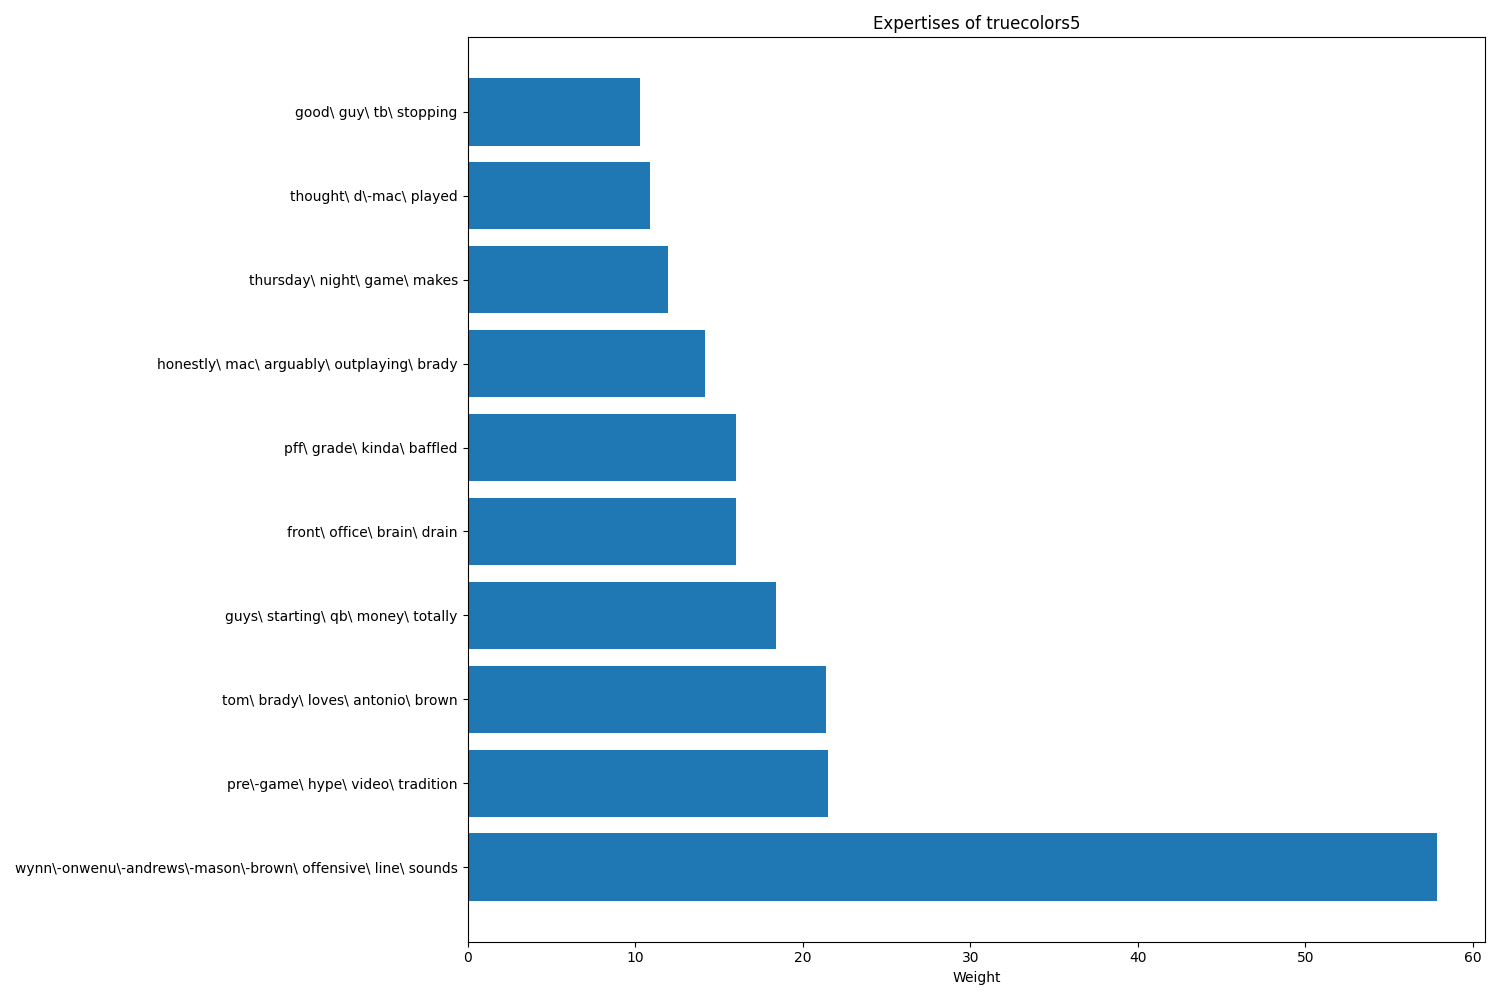 Expertises of truecolors5
good\ guy\ tb\ stopping
thought\ d\-mac\ played
thursday\ night\ game\ makes
honestly\ mac\ arguably\ outplaying\ brady
pff\ grade\ kinda\ baffled
front\ office\ brain\ drain
guys\ starting\ qb\ money\ totally
tom\ brady\ loves\ antonio\ brown
pre\-game\ hype\ video\ tradition
wynn\-onwenu\-andrews\-mason\-brown\ offensive\ line\ sounds
0 10 20 30 40 50 60
Weight